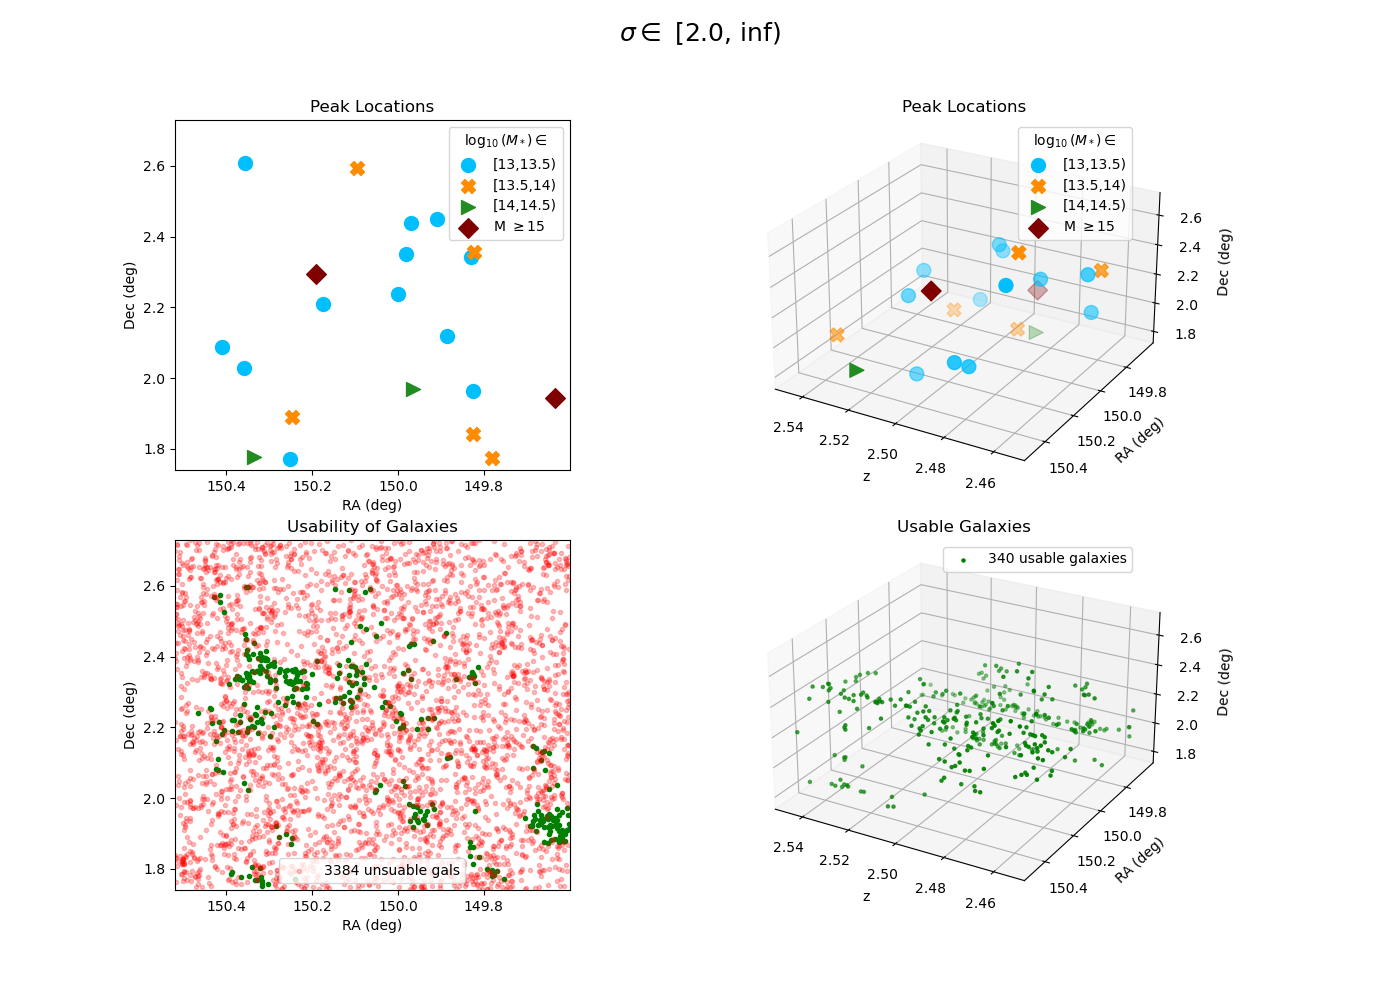 σ ∈ [2.0, inf)
Peak Locations
log₁₀(M*) ∈
[13,13.5)
[13.5,14)
[14,14.5)
M ≥15
2.6
2.4
2.2
2.0
1.8
Dec (deg)
150.4 150.2 150.0 149.8
RA (deg)
Peak Locations
log₁₀(M*) ∈
[13,13.5)
[13.5,14)
[14,14.5)
M ≥15
2.6
2.4
2.2
2.0
1.8
Dec (deg)
149.8
150.0
150.2
150.4
RA (deg)
2.54
2.52
2.50
2.48
2.46
z
Usability of Galaxies
2.6
2.4
2.2
2.0
1.8
Dec (deg)
3384 unsuable gals
150.4 150.2 150.0 149.8
RA (deg)
Usable Galaxies
340 usable galaxies
2.6
2.4
2.2
2.0
1.8
Dec (deg)
149.8
150.0
150.2
150.4
RA (deg)
2.54
2.52
2.50
2.48
2.46
z